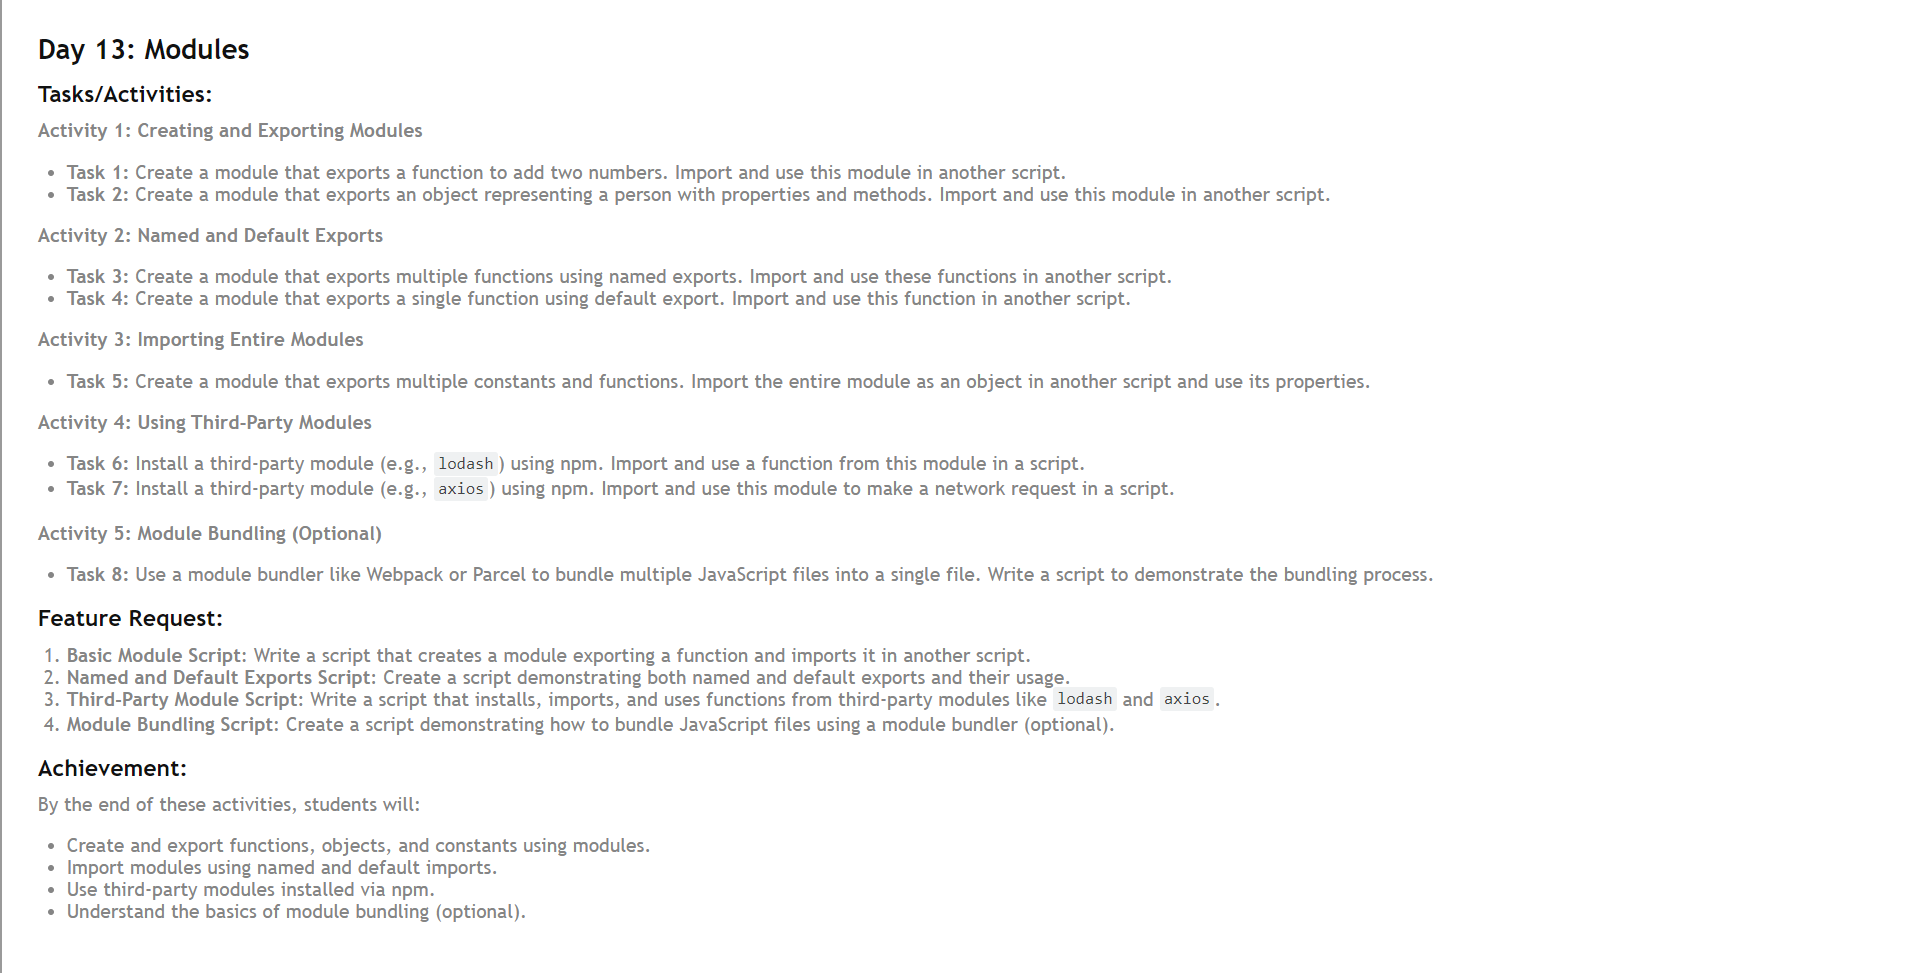 Day 13: Modules
Tasks/Activities:
Activity 1: Creating and Exporting Modules
• Task 1: Create a module that exports a function to add two numbers. Import and use this module in another script.
• Task 2: Create a module that exports an object representing a person with properties and methods. Import and use this module in another script.
Activity 2: Named and Default Exports
• Task 3: Create a module that exports multiple functions using named exports. Import and use these functions in another script.
• Task 4: Create a module that exports a single function using default export. Import and use this function in another script.
Activity 3: Importing Entire Modules
• Task 5: Create a module that exports multiple constants and functions. Import the entire module as an object in another script and use its properties.
Activity 4: Using Third-Party Modules
• Task 6: Install a third-party module (e.g., lodash) using npm. Import and use a function from this module in a script.
• Task 7: Install a third-party module (e.g., axios) using npm. Import and use this module to make a network request in a script.
Activity 5: Module Bundling (Optional)
• Task 8: Use a module bundler like Webpack or Parcel to bundle multiple JavaScript files into a single file. Write a script to demonstrate the bundling process.
Feature Request:
1. Basic Module Script: Write a script that creates a module exporting a function and imports it in another script.
2. Named and Default Exports Script: Create a script demonstrating both named and default exports and their usage.
3. Third-Party Module Script: Write a script that installs, imports, and uses functions from third-party modules like lodash and axios.
4. Module Bundling Script: Create a script demonstrating how to bundle JavaScript files using a module bundler (optional).
Achievement:
By the end of these activities, students will:
• Create and export functions, objects, and constants using modules.
• Import modules using named and default imports.
• Use third-party modules installed via npm.
• Understand the basics of module bundling (optional).